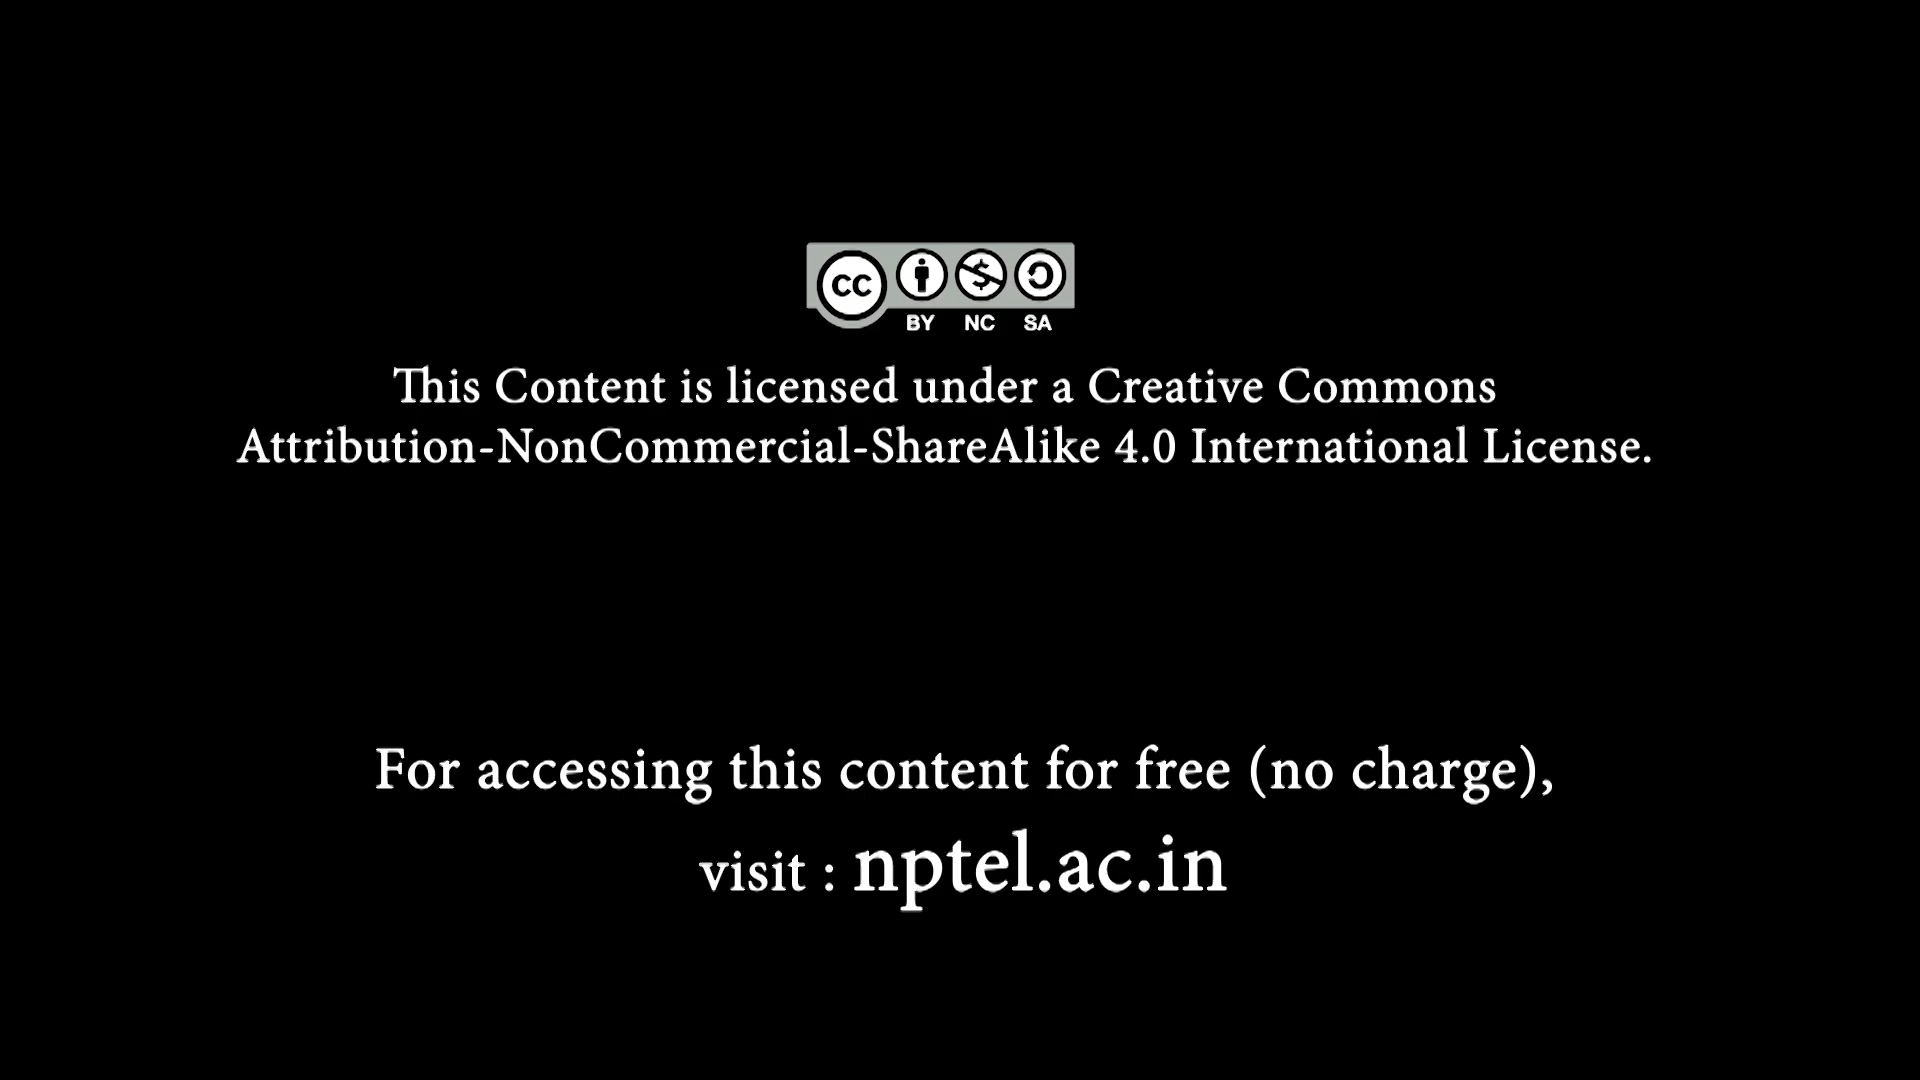 cc
BY NC SA
This Content is licensed under a Creative Commons
Attribution-NonCommercial-ShareAlike 4.0 International License.
For accessing this content for free (no charge),
visit : nptel.ac.in